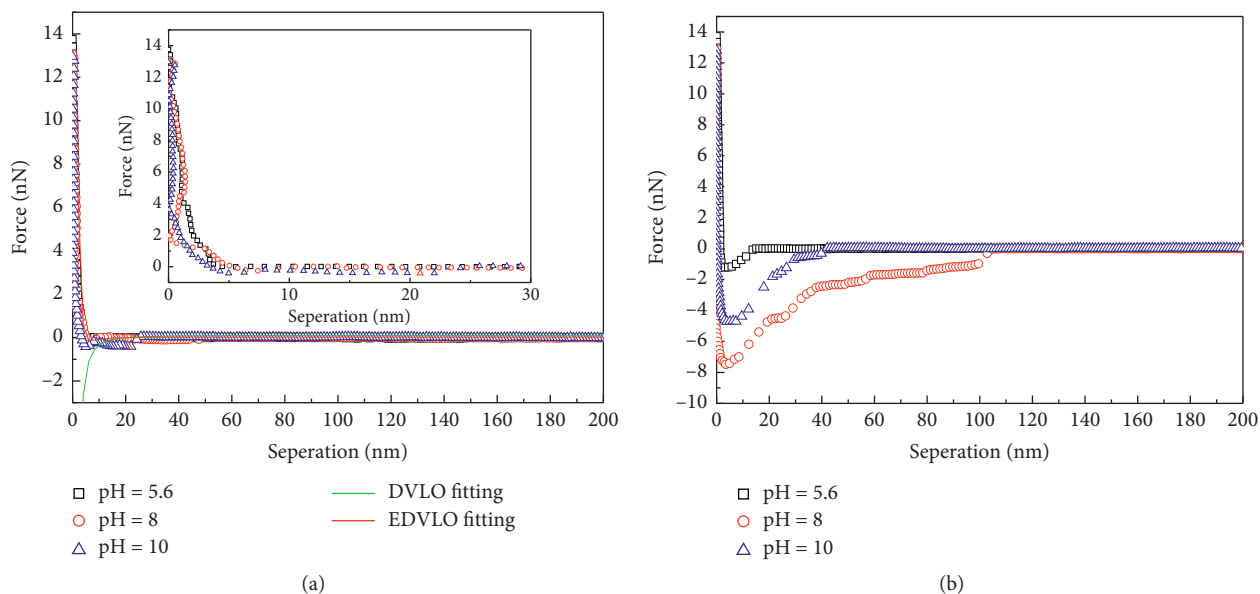 14
12
10
8
6
4
2
0
−2
Force (nN)
0 20 40 60 80 100 120 140 160 180 200
Seperation (nm)
14
12
10
8
6
4
2
0
Force (nN)
0 10 20 30
Seperation (nm)
pH = 5.6
pH = 8
pH = 10
DVLO fitting
EDVLO fitting
(a)
14
12
10
8
6
4
2
0
−2
−4
−6
−8
−10
Force (nN)
0 20 40 60 80 100 120 140 160 180 200
Seperation (nm)
pH = 5.6
pH = 8
pH = 10
(b)